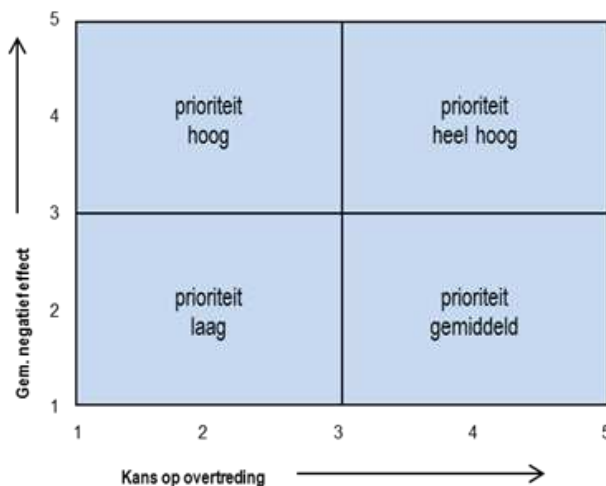 5
prioriteit
hoog
prioriteit
heel hoog
4
3
prioriteit
laag
prioriteit
gemiddeld
2
1
Gem. negatief effect
1 2 3 4 5
Kans op overtreding